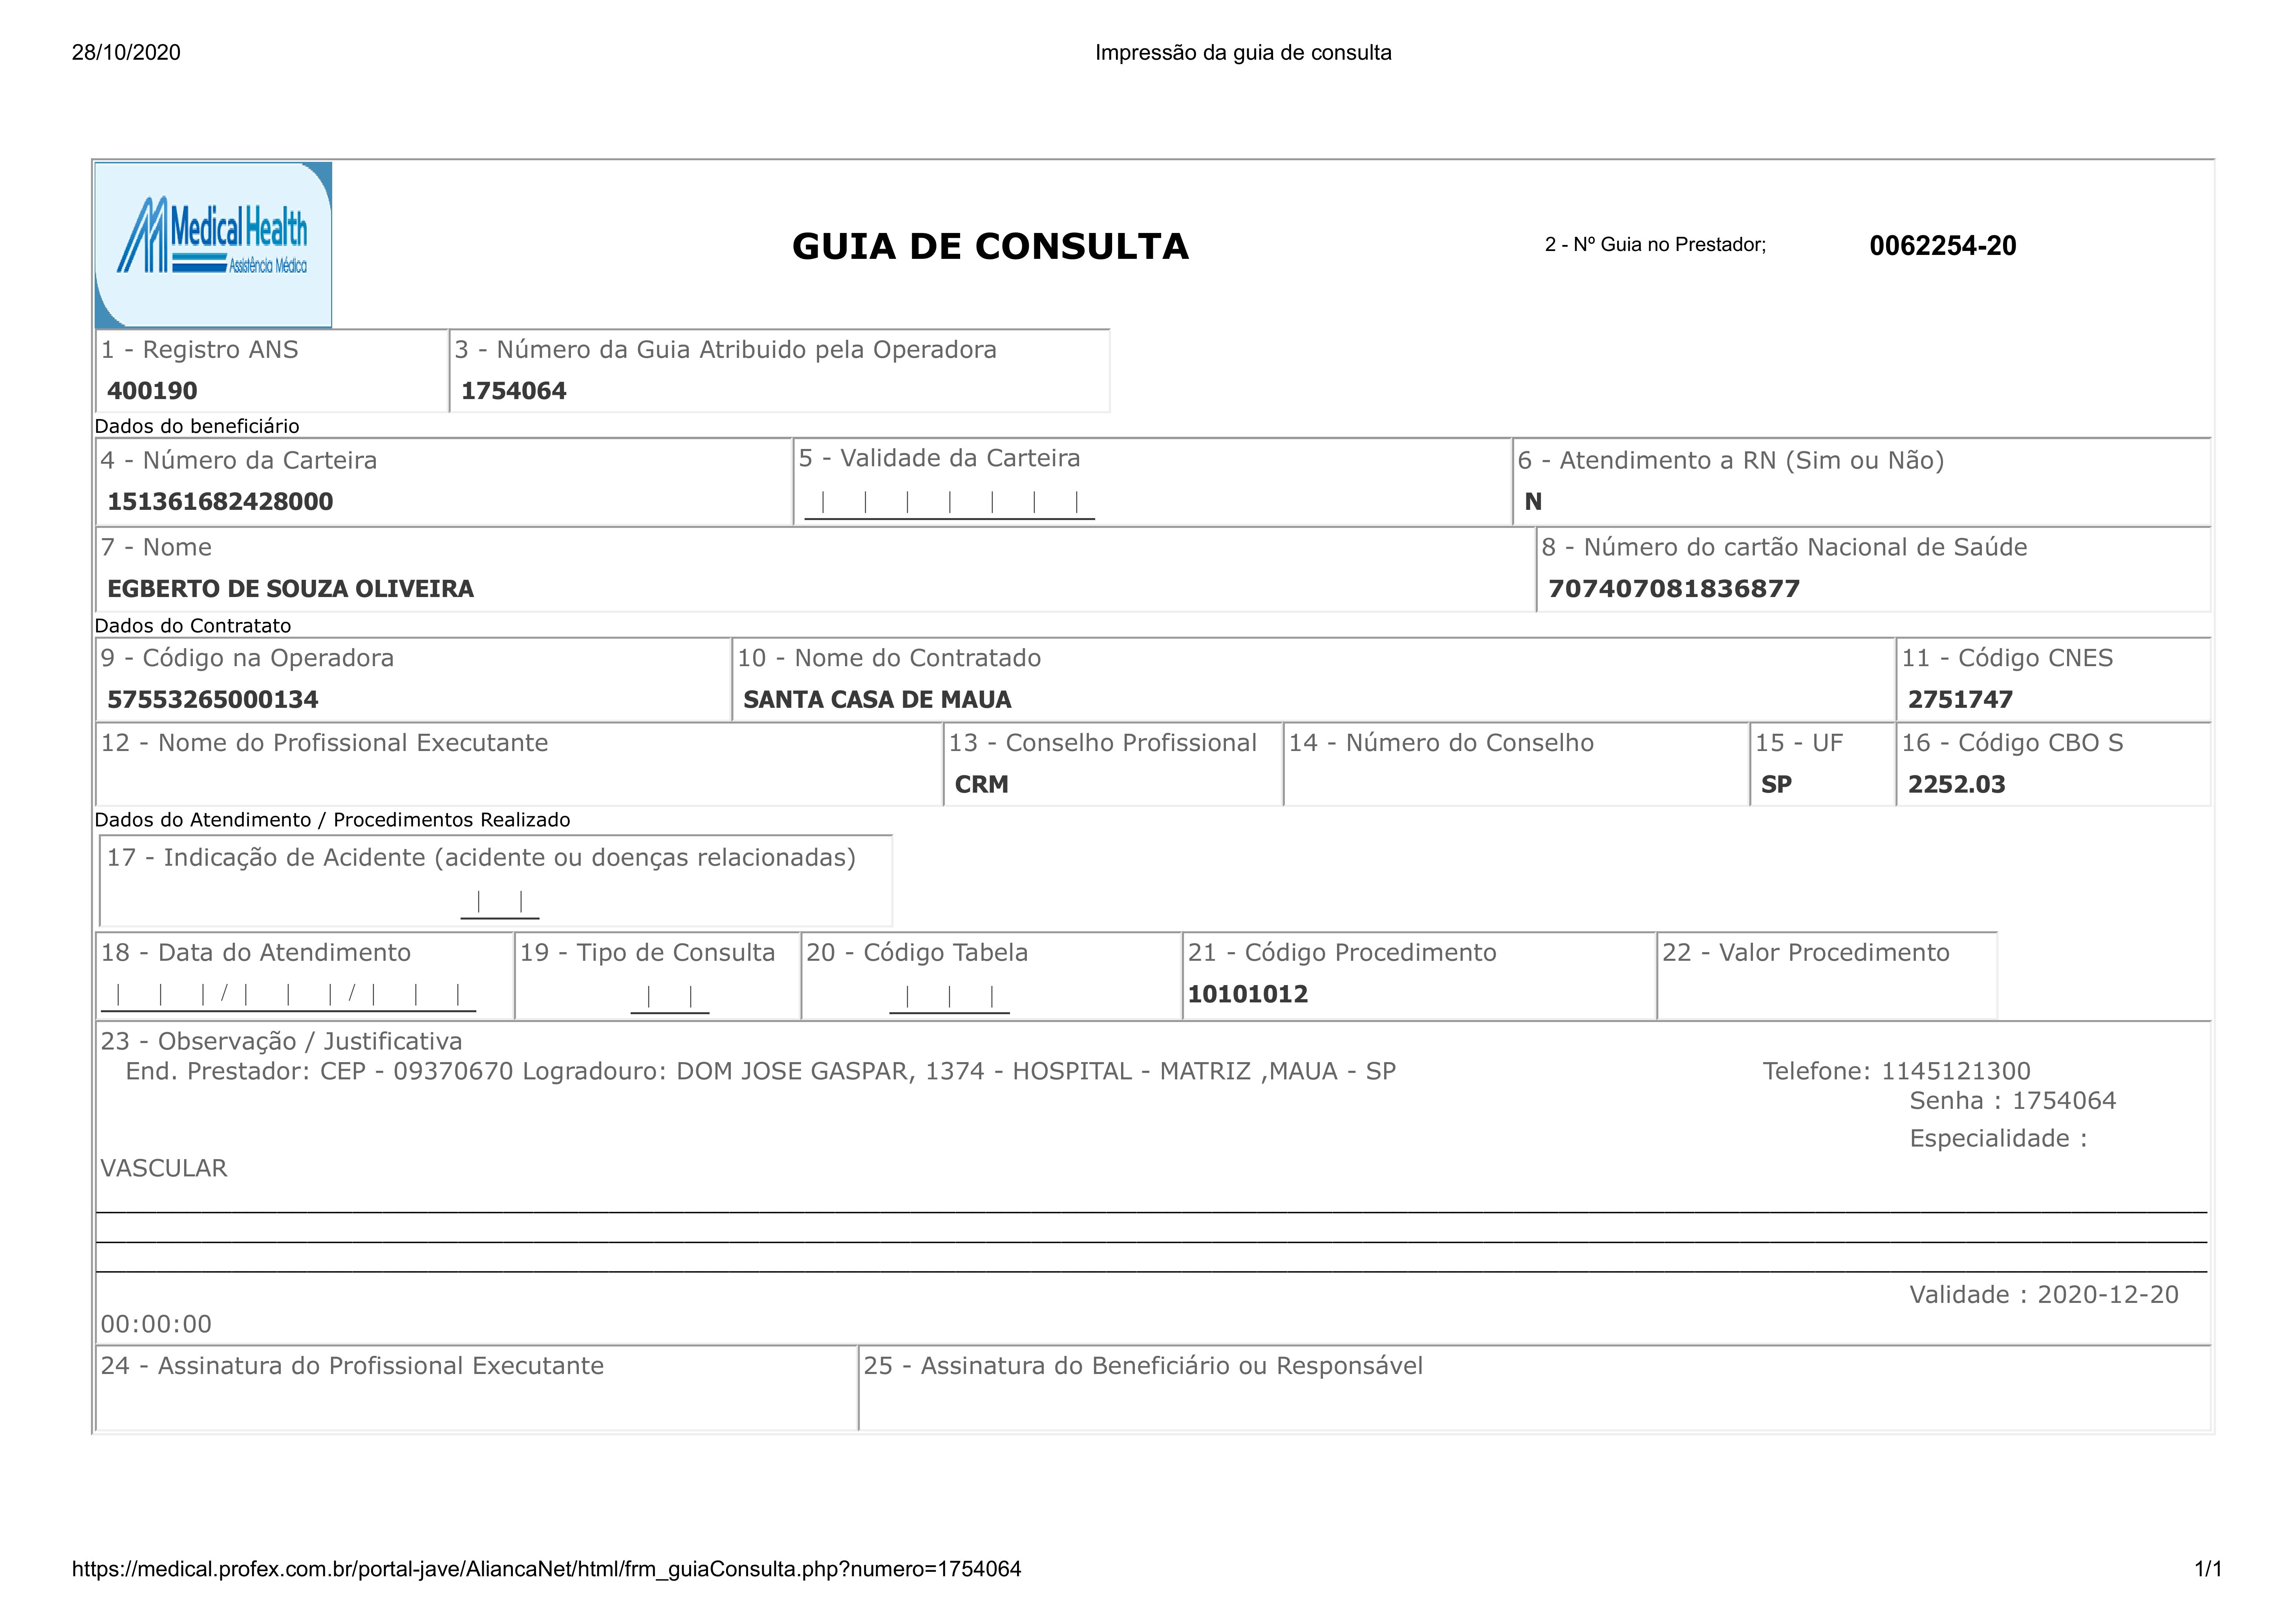 28/10/2020 Impressão da guia de consulta
Medical Health
Assistência Médica
GUIA DE CONSULTA
2 - Nº Guia no Prestador; 0062254-20
1 - Registro ANS 3 - Número da Guia Atribuido pela Operadora
400190 1754064
Dados do beneficiário
4 - Número da Carteira 5 - Validade da Carteira 6 - Atendimento a RN (Sim ou Não)
151361682428000 | | | | | | | N
7 - Nome 8 - Número do cartão Nacional de Saúde
EGBERTO DE SOUZA OLIVEIRA 707407081836877
Dados do Contratato
9 - Código na Operadora 10 - Nome do Contratado 11 - Código CNES
57553265000134 SANTA CASA DE MAUA 2751747
12 - Nome do Profissional Executante 13 - Conselho Profissional 14 - Número do Conselho 15 - UF 16 - Código CBO S
CRM SP 2252.03
Dados do Atendimento / Procedimentos Realizado
17 - Indicação de Acidente (acidente ou doenças relacionadas)
| |
18 - Data do Atendimento 19 - Tipo de Consulta 20 - Código Tabela 21 - Código Procedimento 22 - Valor Procedimento
| | | / | | | / | | | | | | | | 10101012
23 - Observação / Justificativa
End. Prestador: CEP - 09370670 Logradouro: DOM JOSE GASPAR, 1374 - HOSPITAL - MATRIZ ,MAUA - SP Telefone: 1145121300
Senha : 1754064
Especialidade :
VASCULAR
Validade : 2020-12-20
00:00:00
24 - Assinatura do Profissional Executante 25 - Assinatura do Beneficiário ou Responsável
https://medical.profex.com.br/portal-jave/AliancaNet/html/frm_guiaConsulta.php?numero=1754064 1/1